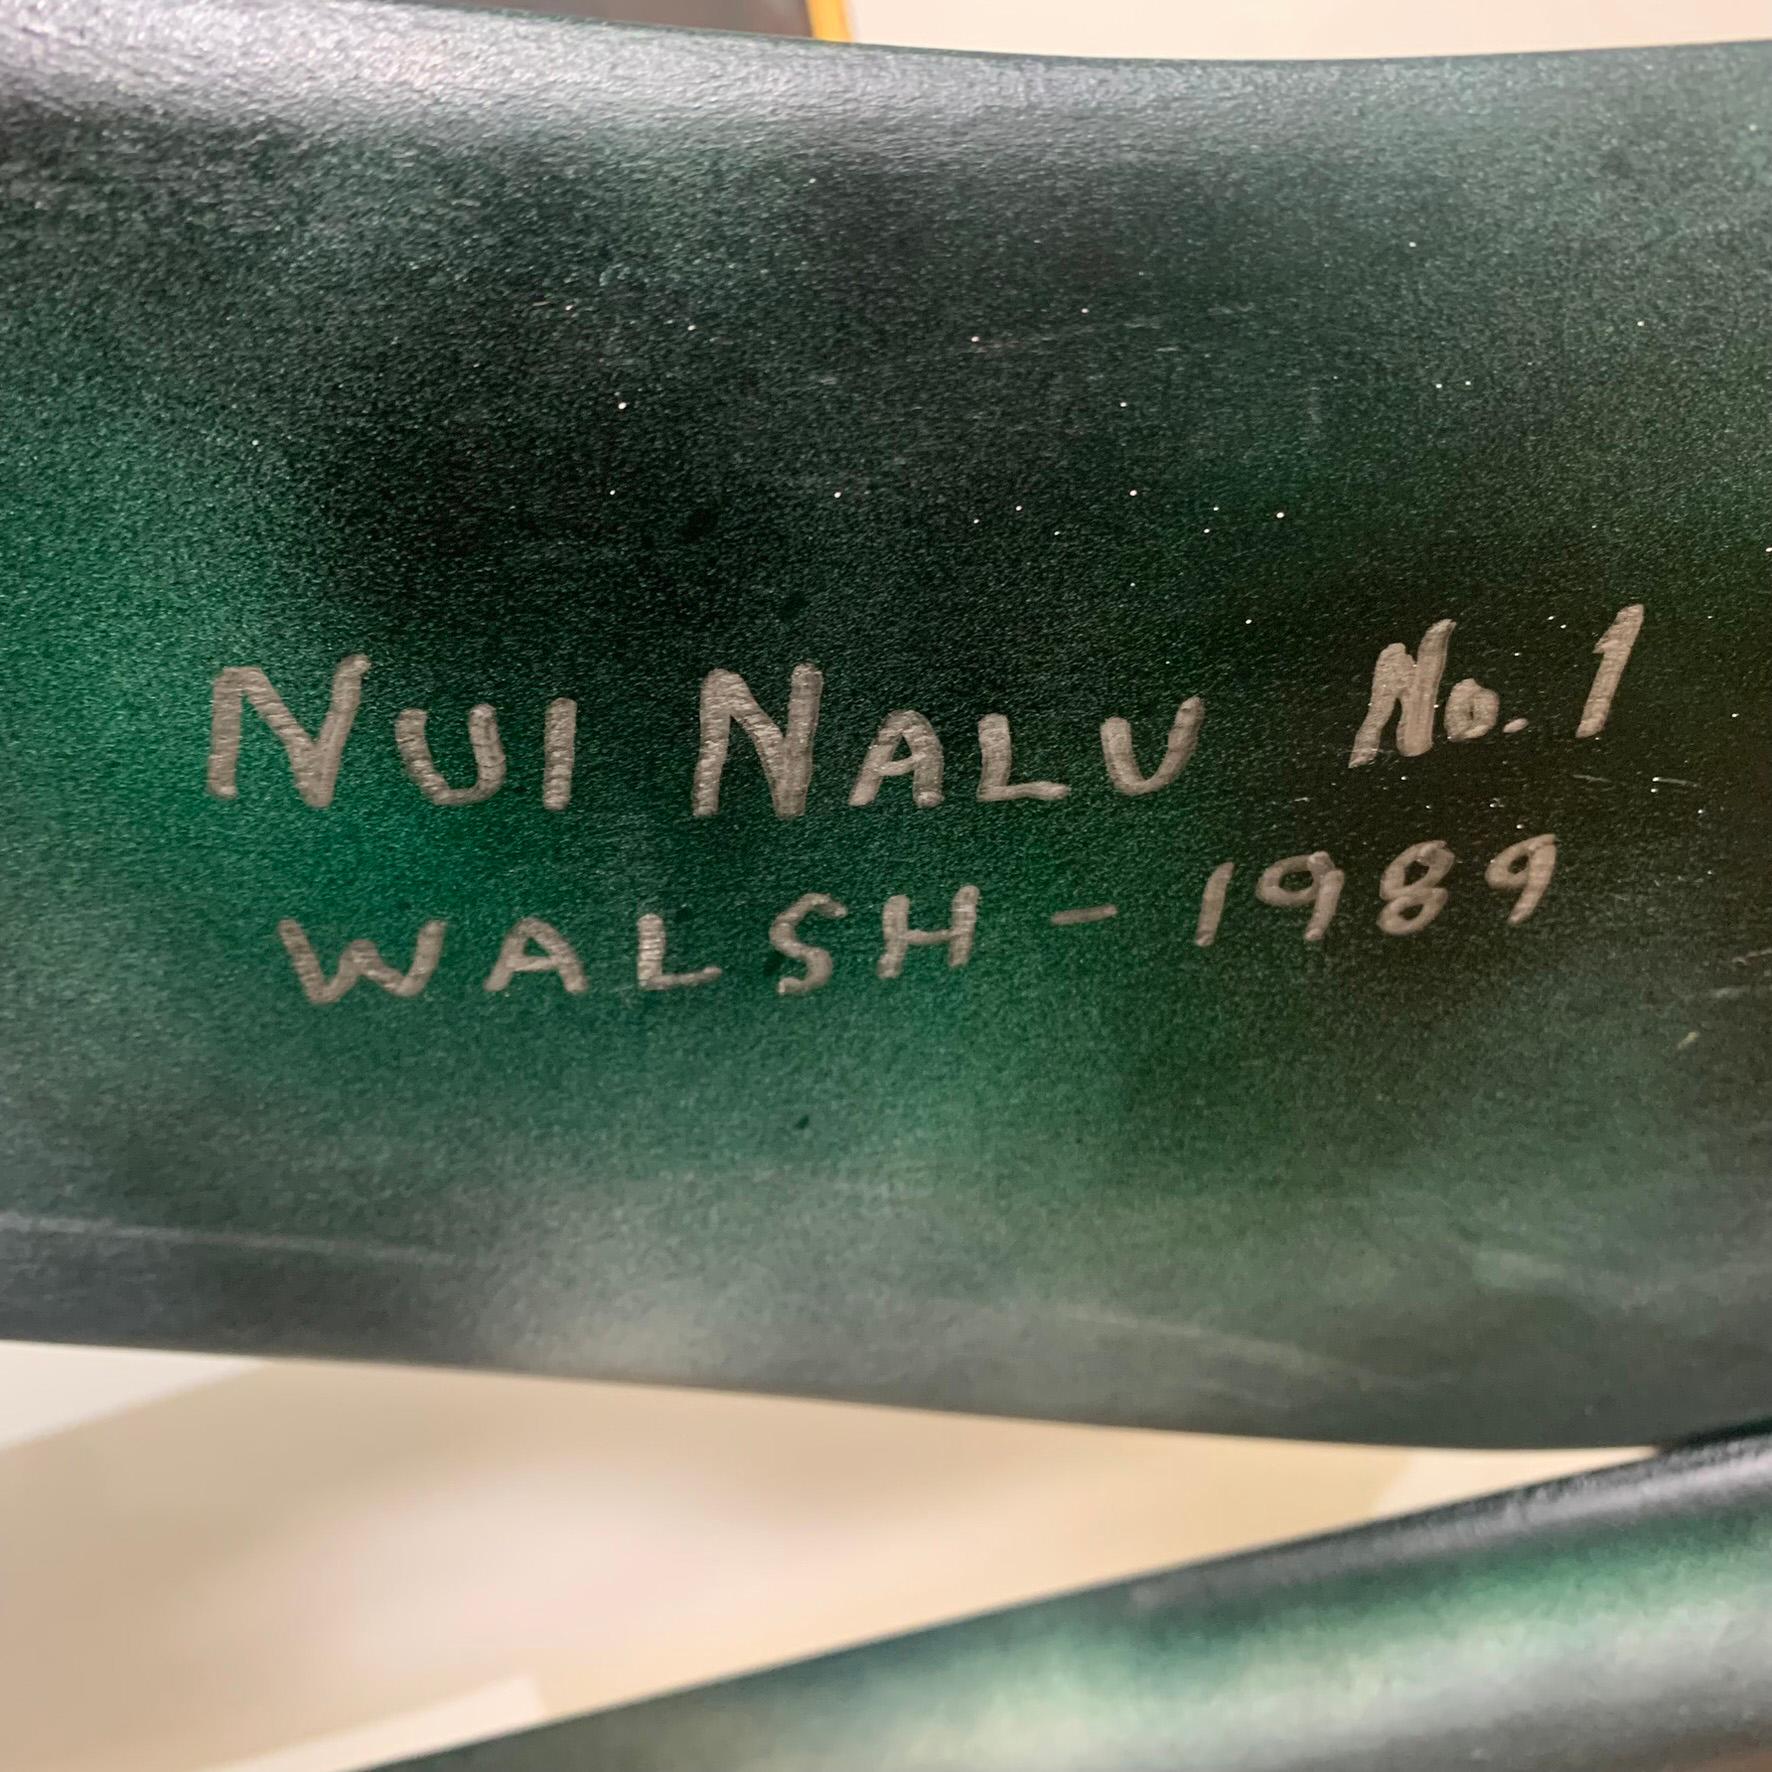 NUI NALU No. 1
WALSH - 1989